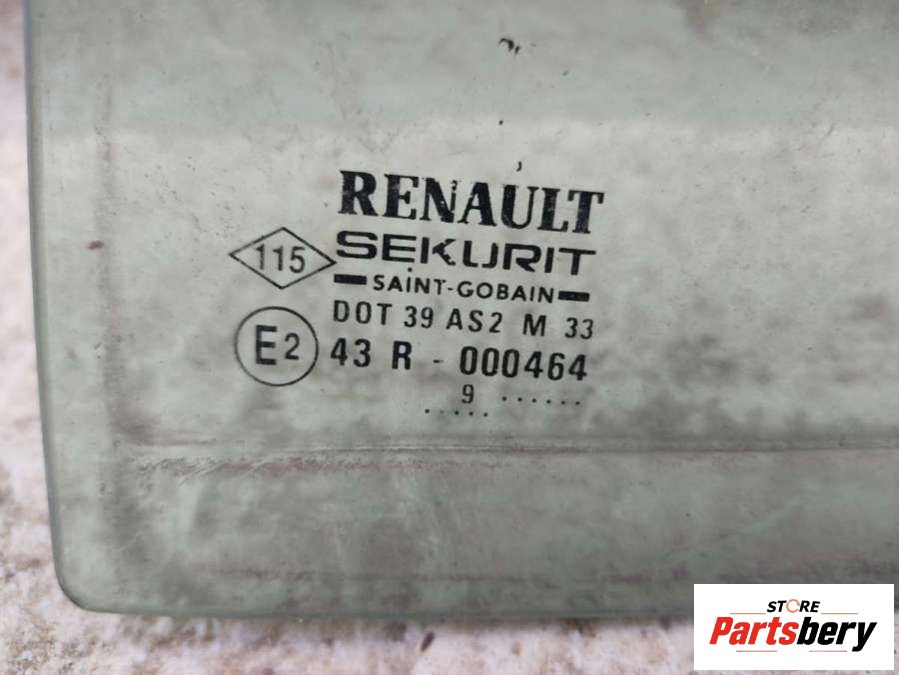 RENAULT
115
SEKURIT
SAINT-GOBAIN
DOT 39 AS2 M 33
E2
43 R - 000464
9 ......
.....
STORE
Partsbery